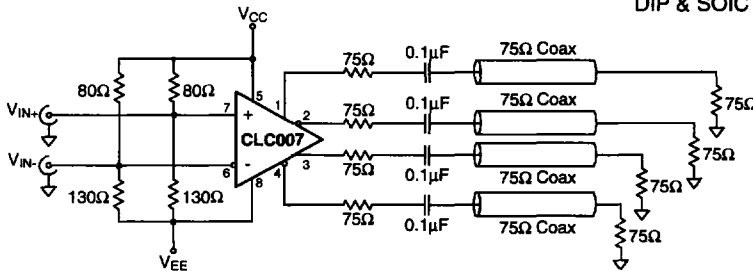 DIP & SOIC
VCC
75Ω
0.1μF
75Ω Coax
80Ω
80Ω
5
1
75Ω
75Ω
0.1μF
75Ω Coax
VIN+
7
+
2
CLC007
75Ω
75Ω
0.1μF
75Ω Coax
VIN-
6
-
3
4
8
130Ω
130Ω
75Ω
75Ω
0.1μF
75Ω Coax
75Ω
VEE